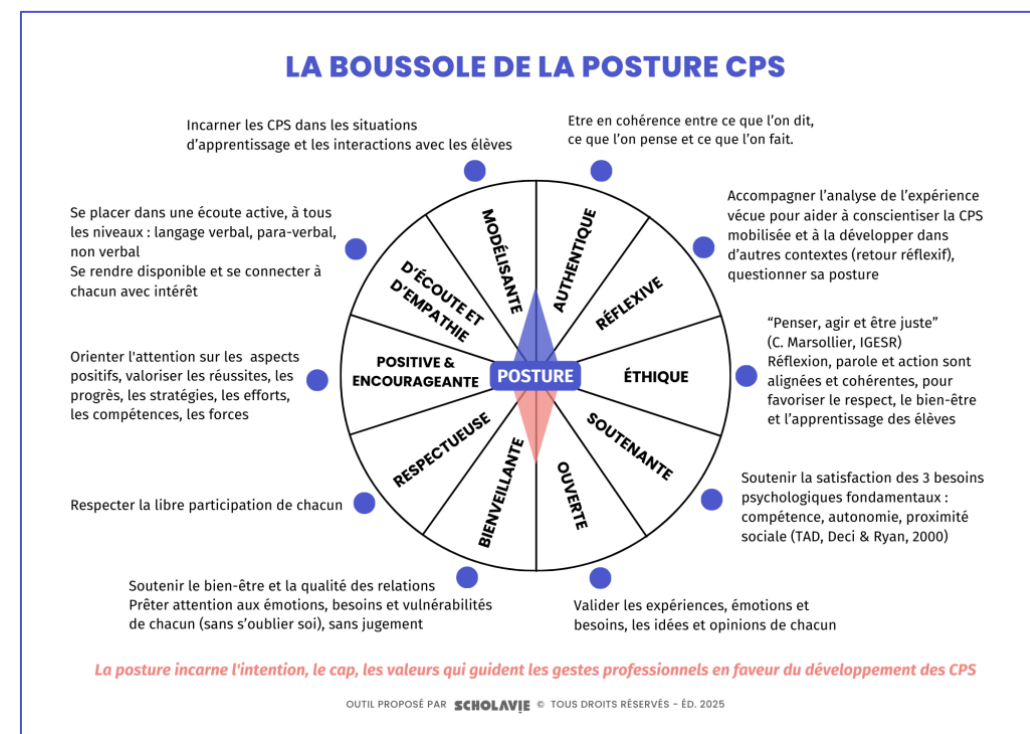 LA BOUSSOLE DE LA POSTURE CPS
Incarner les CPS dans les situations
d'apprentissage et les interactions avec les élèves
Etre en cohérence entre ce que l'on dit,
ce que l'on pense et ce que l'on fait.
Se placer dans une écoute active, à tous
les niveaux : langage verbal, para-verbal,
non verbal
Se rendre disponible et se connecter à
chacun avec intérêt
Accompagner l'analyse de l'expérience
vécue pour aider à conscientiser la CPS
mobilisée et à la développer dans
d'autres contextes (retour réflexif),
questionner sa posture
Orienter l'attention sur les aspects
positifs, valoriser les réussites, les
progrès, les stratégies, les efforts,
les compétences, les forces
"Penser, agir et être juste"
(C. Marsollier, IGESR)
Réflexion, parole et action sont
alignées et cohérentes, pour
favoriser le respect, le bien-être
et l'apprentissage des élèves
Respecter la libre participation de chacun
Soutenir la satisfaction des 3 besoins
psychologiques fondamentaux :
compétence, autonomie, proximité
sociale (TAD, Deci & Ryan, 2000)
Soutenir le bien-être et la qualité des relations
Prêter attention aux émotions, besoins et vulnérabilités
de chacun (sans s'oublier soi), sans jugement
Valider les expériences, émotions et
besoins, les idées et opinions de chacun
MODÉLISANTE
AUTHENTIQUE
D'ÉCOUTE ET
D'EMPATHIE
RÉFLEXIVE
POSITIVE &
ENCOURAGEANTE
POSTURE
ÉTHIQUE
RESPECTUEUSE
SOUTENANTE
BIENVEILLANTE
OUVERTE
La posture incarne l'intention, le cap, les valeurs qui guident les gestes professionnels en faveur du développement des CPS
OUTIL PROPOSÉ PAR SCHOLAVIE © TOUS DROITS RÉSERVÉS - ÉD. 2025